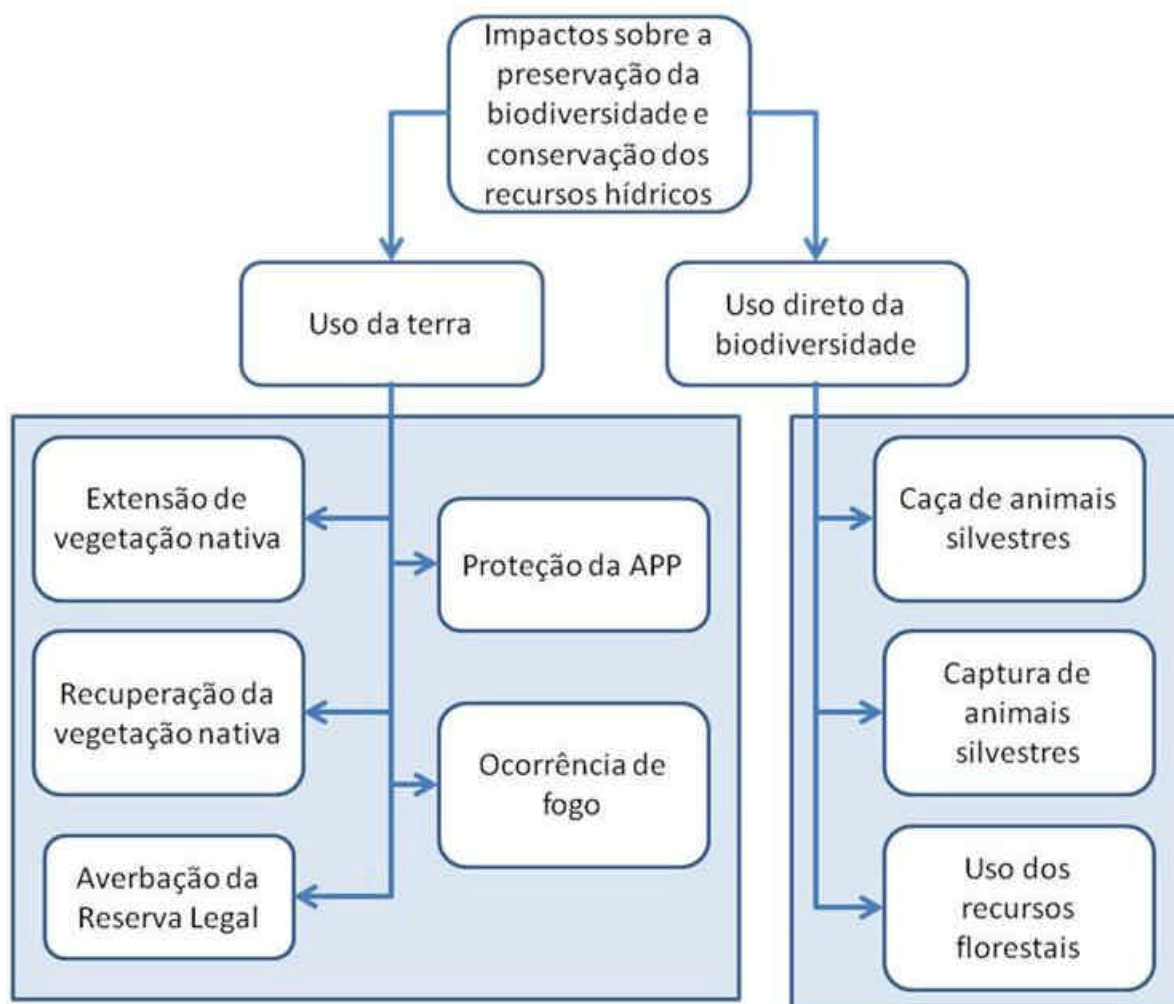 Impactos sobre a
preservação da
biodiversidade e
conservação dos
recursos hídricos
Uso da terra
Uso direto da
biodiversidade
Extensão de
vegetação nativa
Proteção da APP
Recuperação da
vegetação nativa
Ocorrência de
fogo
Averbação da
Reserva Legal
Caça de animais
silvestres
Captura de
animais
silvestres
Uso dos
recursos
florestais